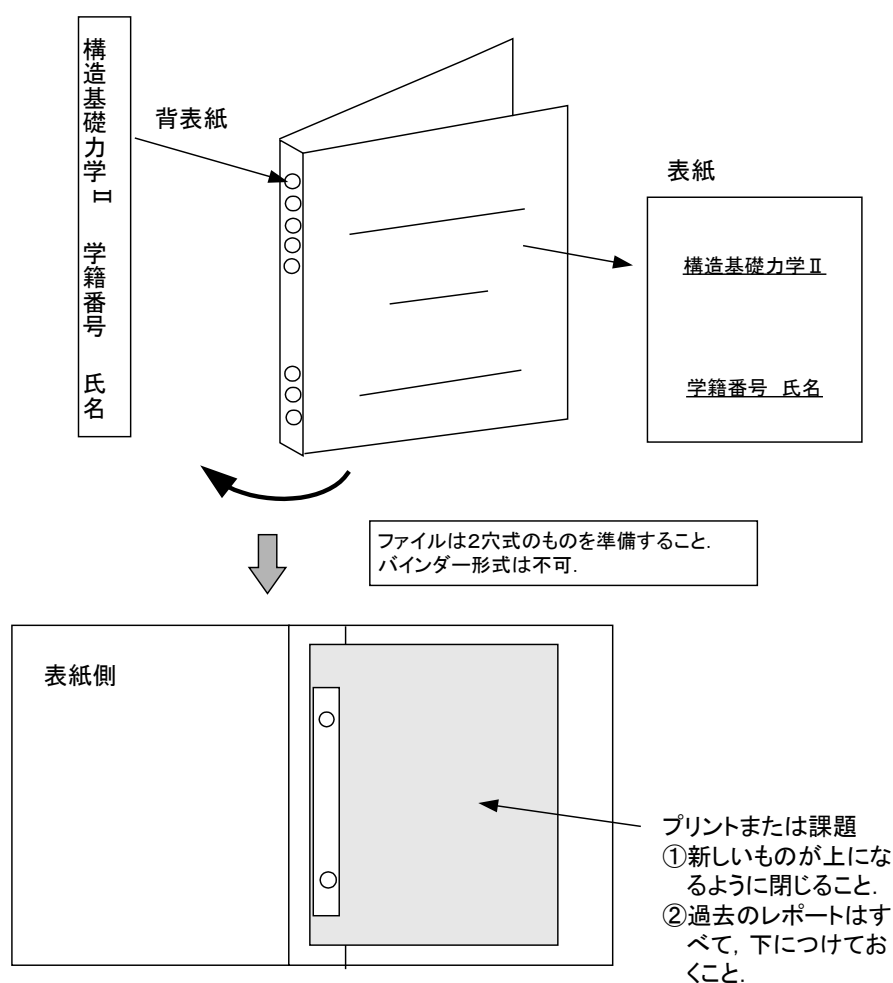 構造基礎力学Ⅱ　学籍番号　氏名
背表紙
表紙
構造基礎力学Ⅱ
学籍番号　氏名
ファイルは２穴式のものを準備すること．
バインダー形式は不可．
表紙側
プリントまたは課題
①新しいものが上にな
るように閉じること．
②過去のレポートはす
べて，下につけてお
くこと．